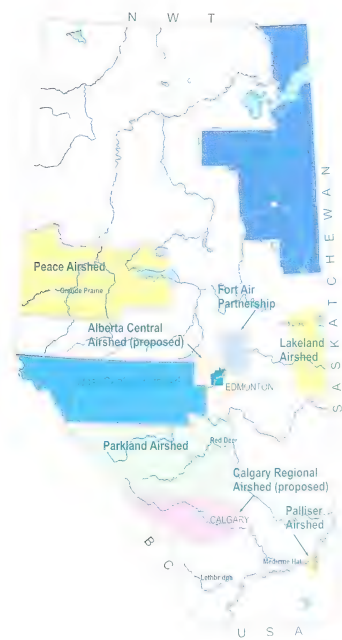 N W T
SASKATCHEWAN
Peace Airshed
Grande Prairie
Fort Air
Partnership
Alberta Central
Airshed (proposed)
Lakeland
Airshed
EDMONTON
Parkland Airshed
Red Deer
Calgary Regional
Airshed (proposed)
CALGARY
Palliser
Airshed
B C
Medicine Hat
Lethbridge
U S A